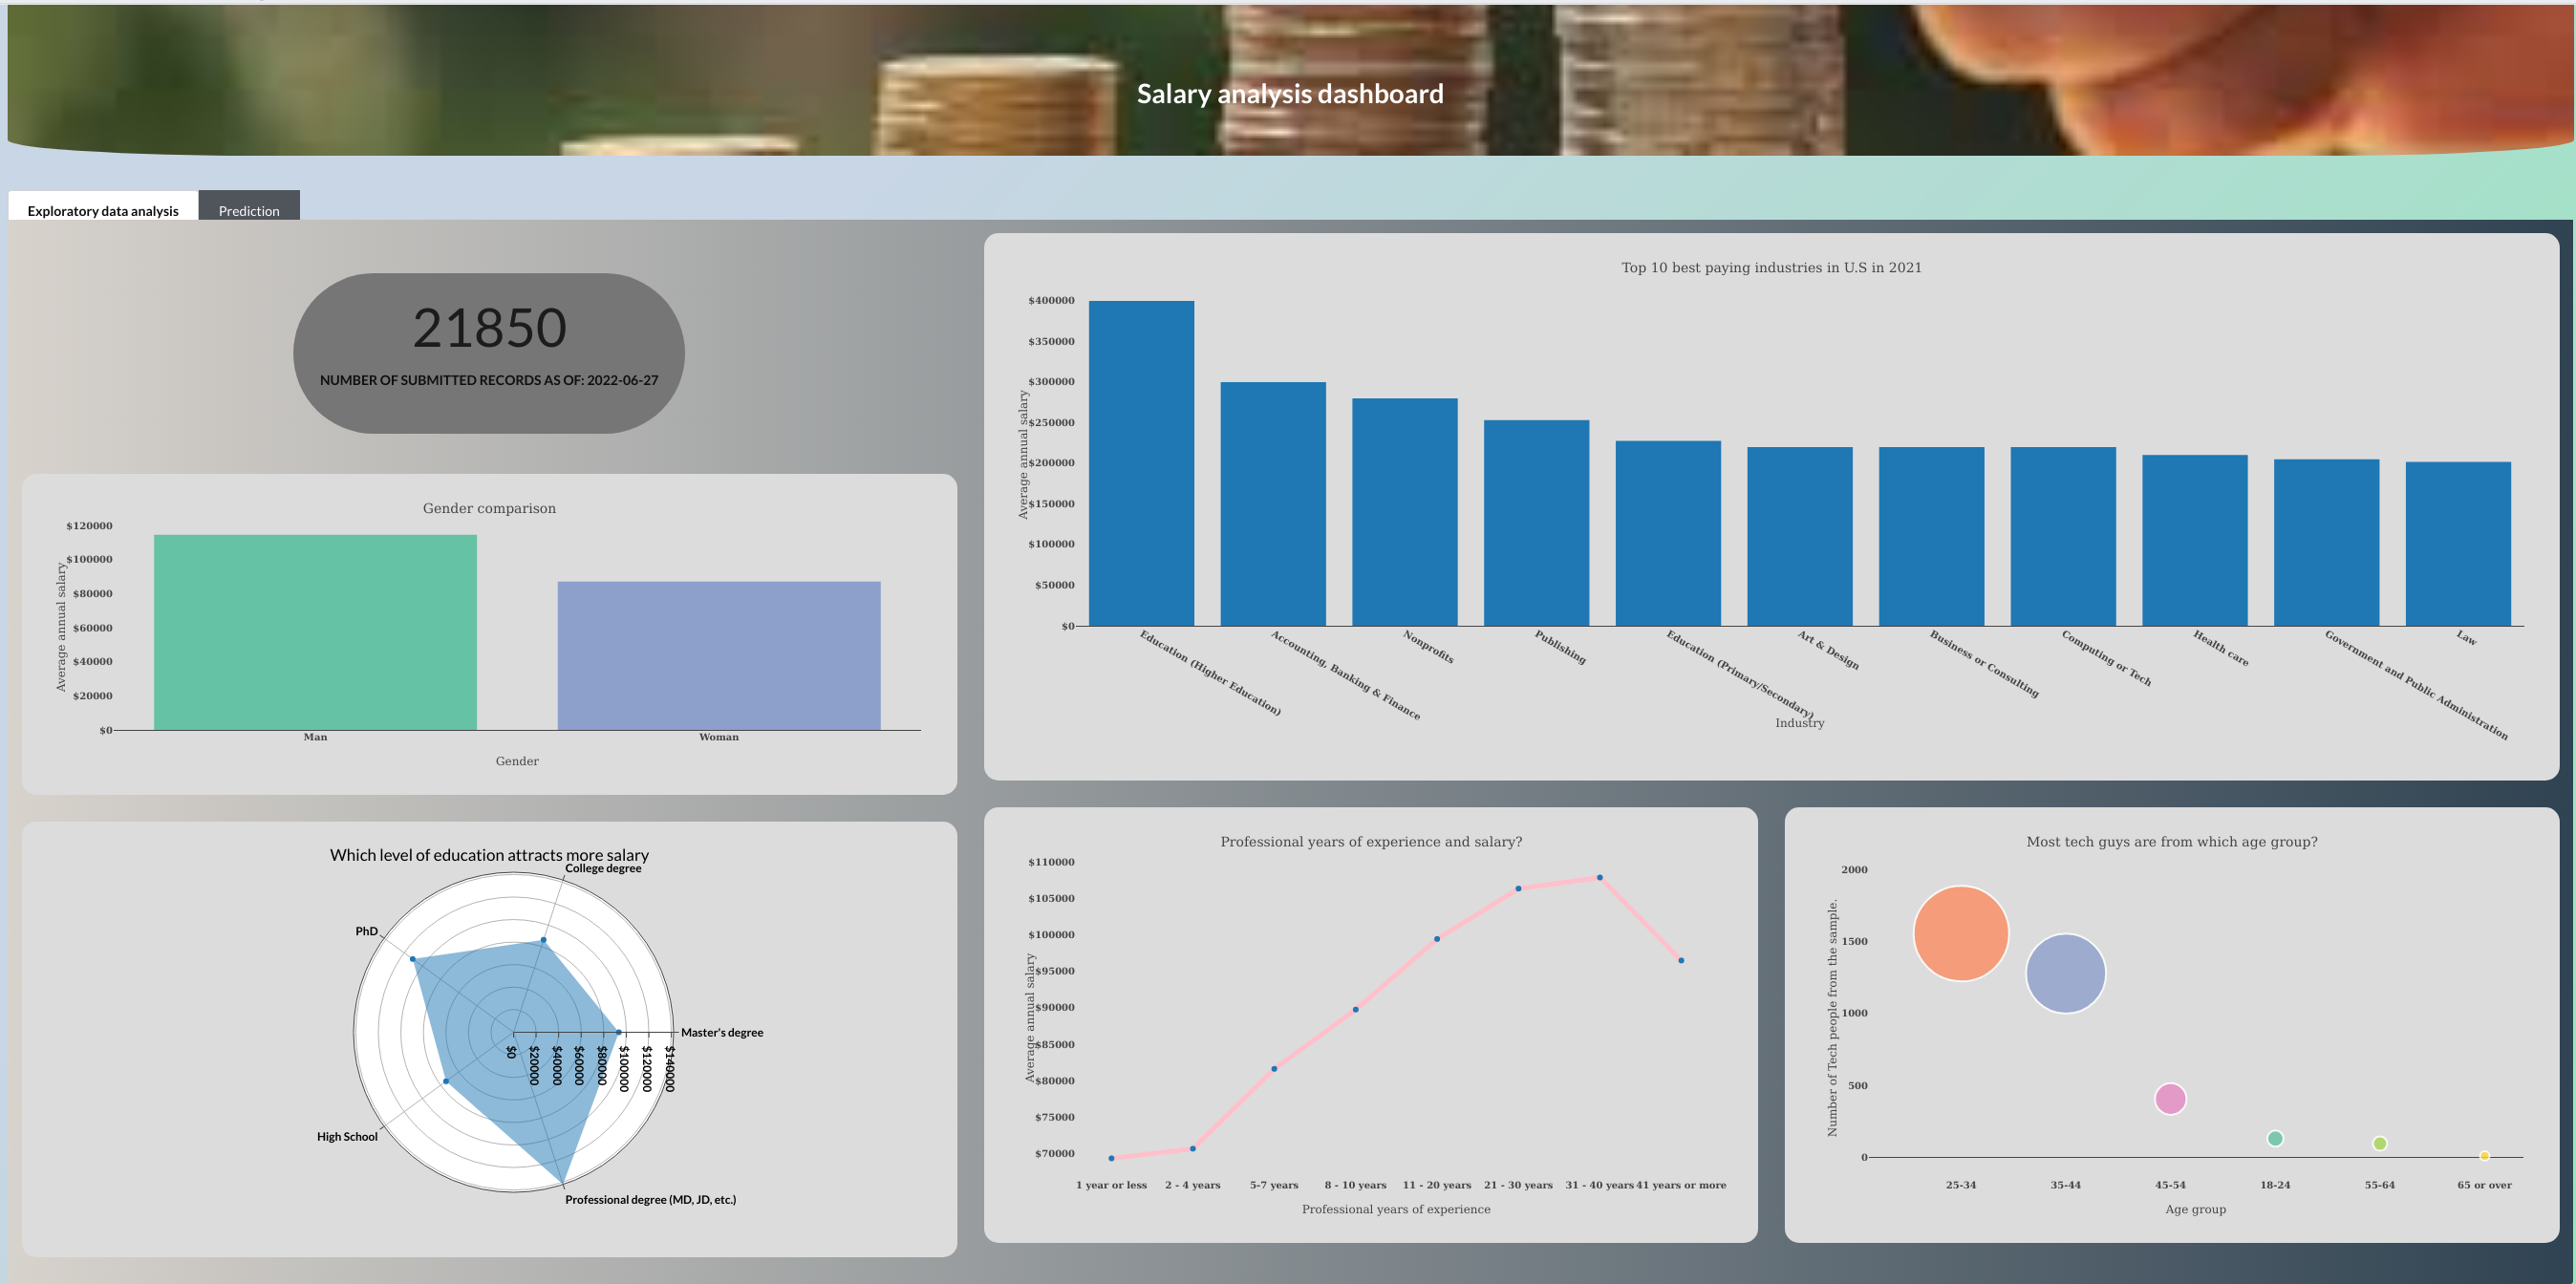 Salary analysis dashboard
Exploratory data analysis
Prediction
21850
NUMBER OF SUBMITTED RECORDS AS OF: 2022-06-27
Gender comparison
Average annual salary
$120000
$100000
$80000
$60000
$40000
$20000
$0
Man
Woman
Gender
Top 10 best paying industries in U.S in 2021
Average annual salary
$400000
$350000
$300000
$250000
$200000
$150000
$100000
$50000
$0
Education (Higher Education)
Accounting, Banking & Finance
Nonprofits
Publishing
Education (Primary/Secondary)
Art & Design
Business or Consulting
Computing or Tech
Health care
Government and Public Administration
Law
Industry
Which level of education attracts more salary
College degree
PhD
Master's degree
High School
Professional degree (MD, JD, etc.)
$0
$20000
$40000
$60000
$80000
$100000
$120000
$140000
Professional years of experience and salary?
Average annual salary
$110000
$105000
$100000
$95000
$90000
$85000
$80000
$75000
$70000
1 year or less
2 - 4 years
5-7 years
8 - 10 years
11 - 20 years
21 - 30 years
31 - 40 years
41 years or more
Professional years of experience
Most tech guys are from which age group?
Number of Tech people from the sample.
2000
1500
1000
500
0
25-34
35-44
45-54
18-24
55-64
65 or over
Age group